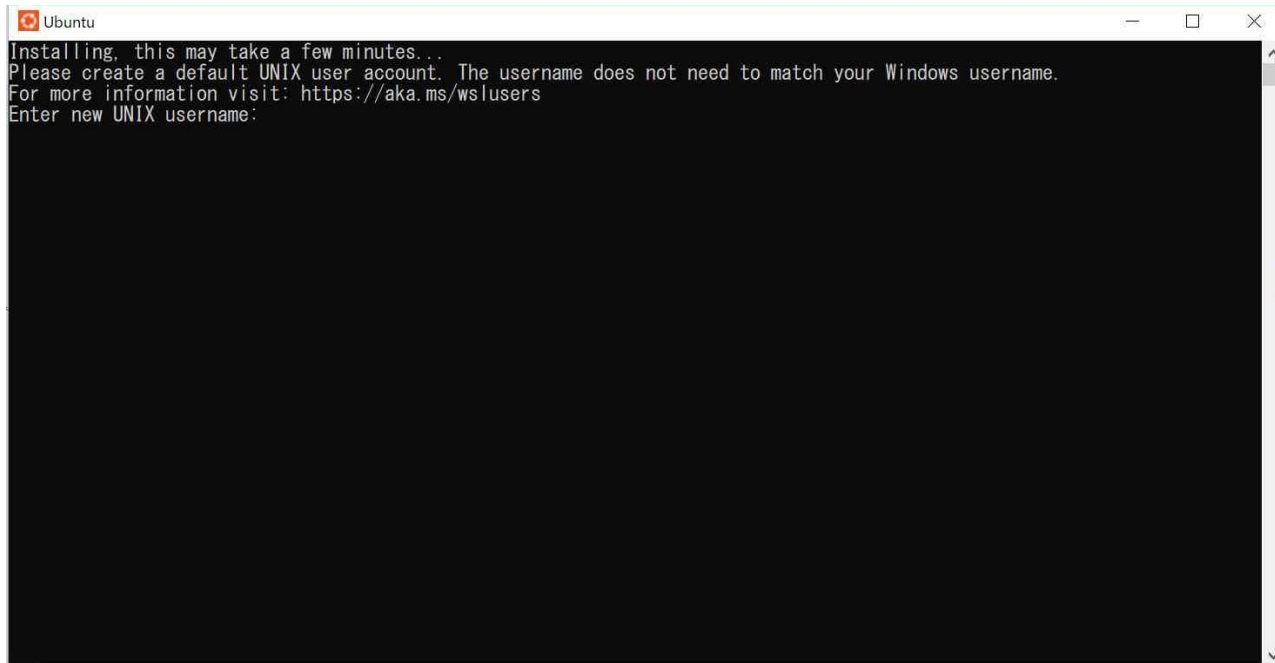 Ubuntu
Installing, this may take a few minutes...
Please create a default UNIX user account. The username does not need to match your Windows username.
For more information visit: https://aka.ms/wslusers
Enter new UNIX username: